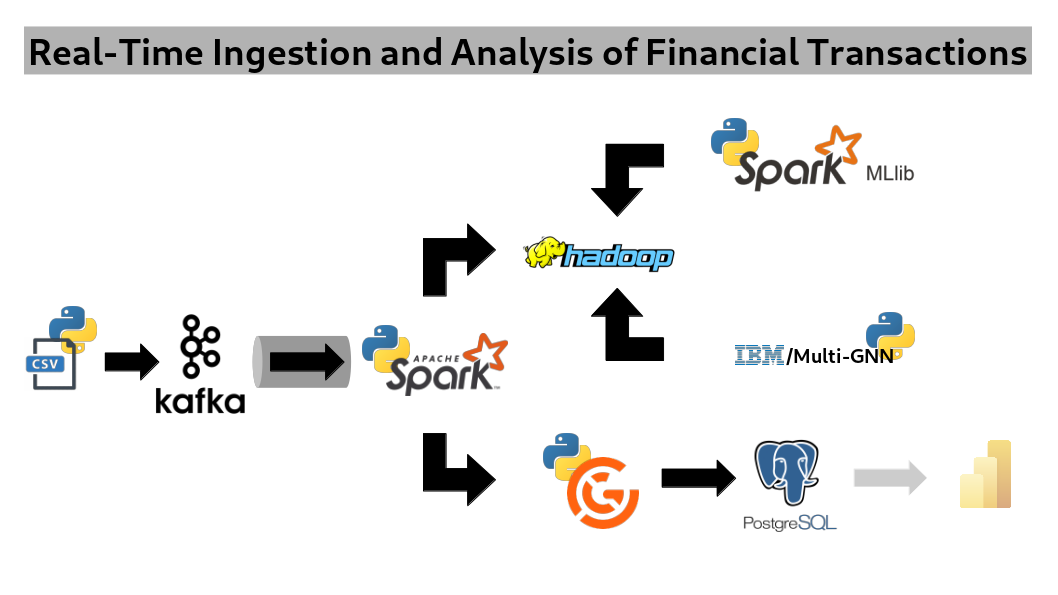 Real-Time Ingestion and Analysis of Financial Transactions
Spark MLlib
hadoop
CSV
kafka
APACHE
Spark
TM
IBM/Multi-GNN
PostgreSQL